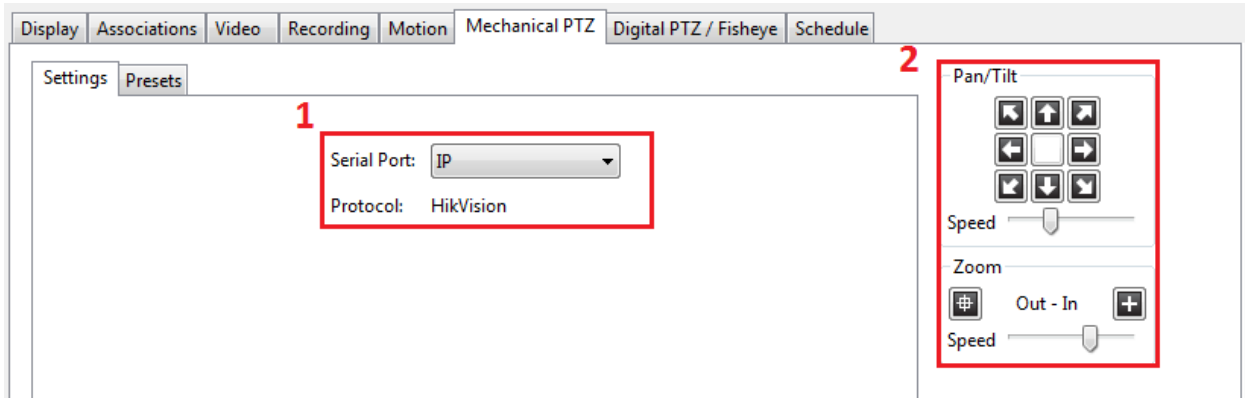 Display Associations Video Recording Motion Mechanical PTZ Digital PTZ / Fisheye Schedule
Settings Presets
1
Serial Port: IP
Protocol: HikVision
2
Pan/Tilt
Speed
Zoom
Out - In
Speed